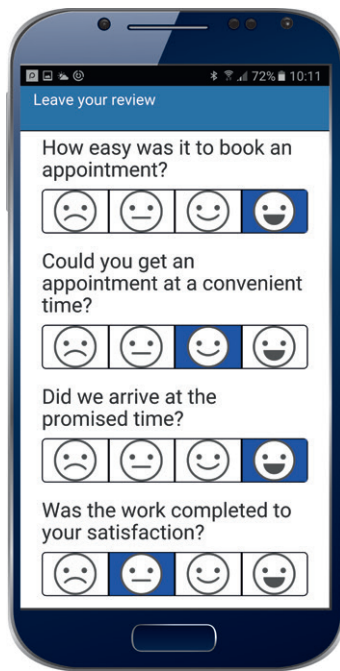 72% 10:11
Leave your review
How easy was it to book an
appointment?
Could you get an
appointment at a convenient
time?
Did we arrive at the
promised time?
Was the work completed to
your satisfaction?